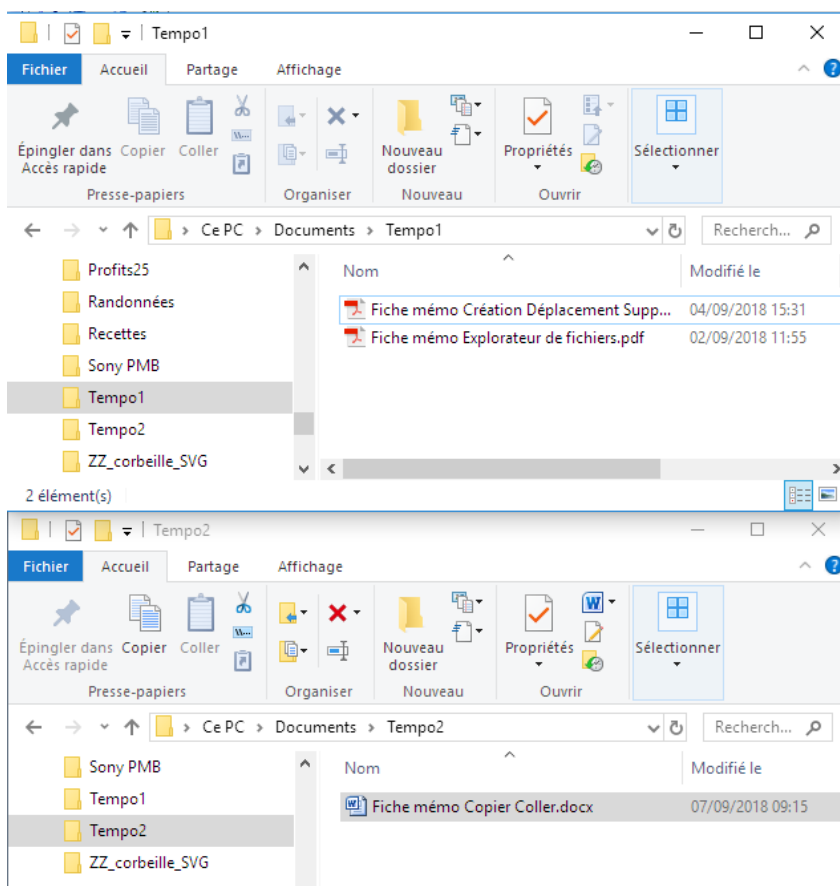 Tempo1
Fichier Accueil Partage Affichage
Épingler dans Accès rapide Copier Coller Nouveau dossier Propriétés Sélectionner
Presse-papiers Organiser Nouveau Ouvrir
Ce PC > Documents > Tempo1 Recherch...
Nom Modifié le
Profits25
Randonnées
Recettes
Sony PMB
Tempo1
Tempo2
ZZ_corbeille_SVG
Fiche mémo Création Déplacement Supp... 04/09/2018 15:31
Fiche mémo Explorateur de fichiers.pdf 02/09/2018 11:55
2 élément(s)
Tempo2
Fichier Accueil Partage Affichage
Épingler dans Accès rapide Copier Coller Nouveau dossier Propriétés Sélectionner
Presse-papiers Organiser Nouveau Ouvrir
Ce PC > Documents > Tempo2 Recherch...
Nom Modifié le
Sony PMB
Tempo1
Tempo2
ZZ_corbeille_SVG
Fiche mémo Copier Coller.docx 07/09/2018 09:15